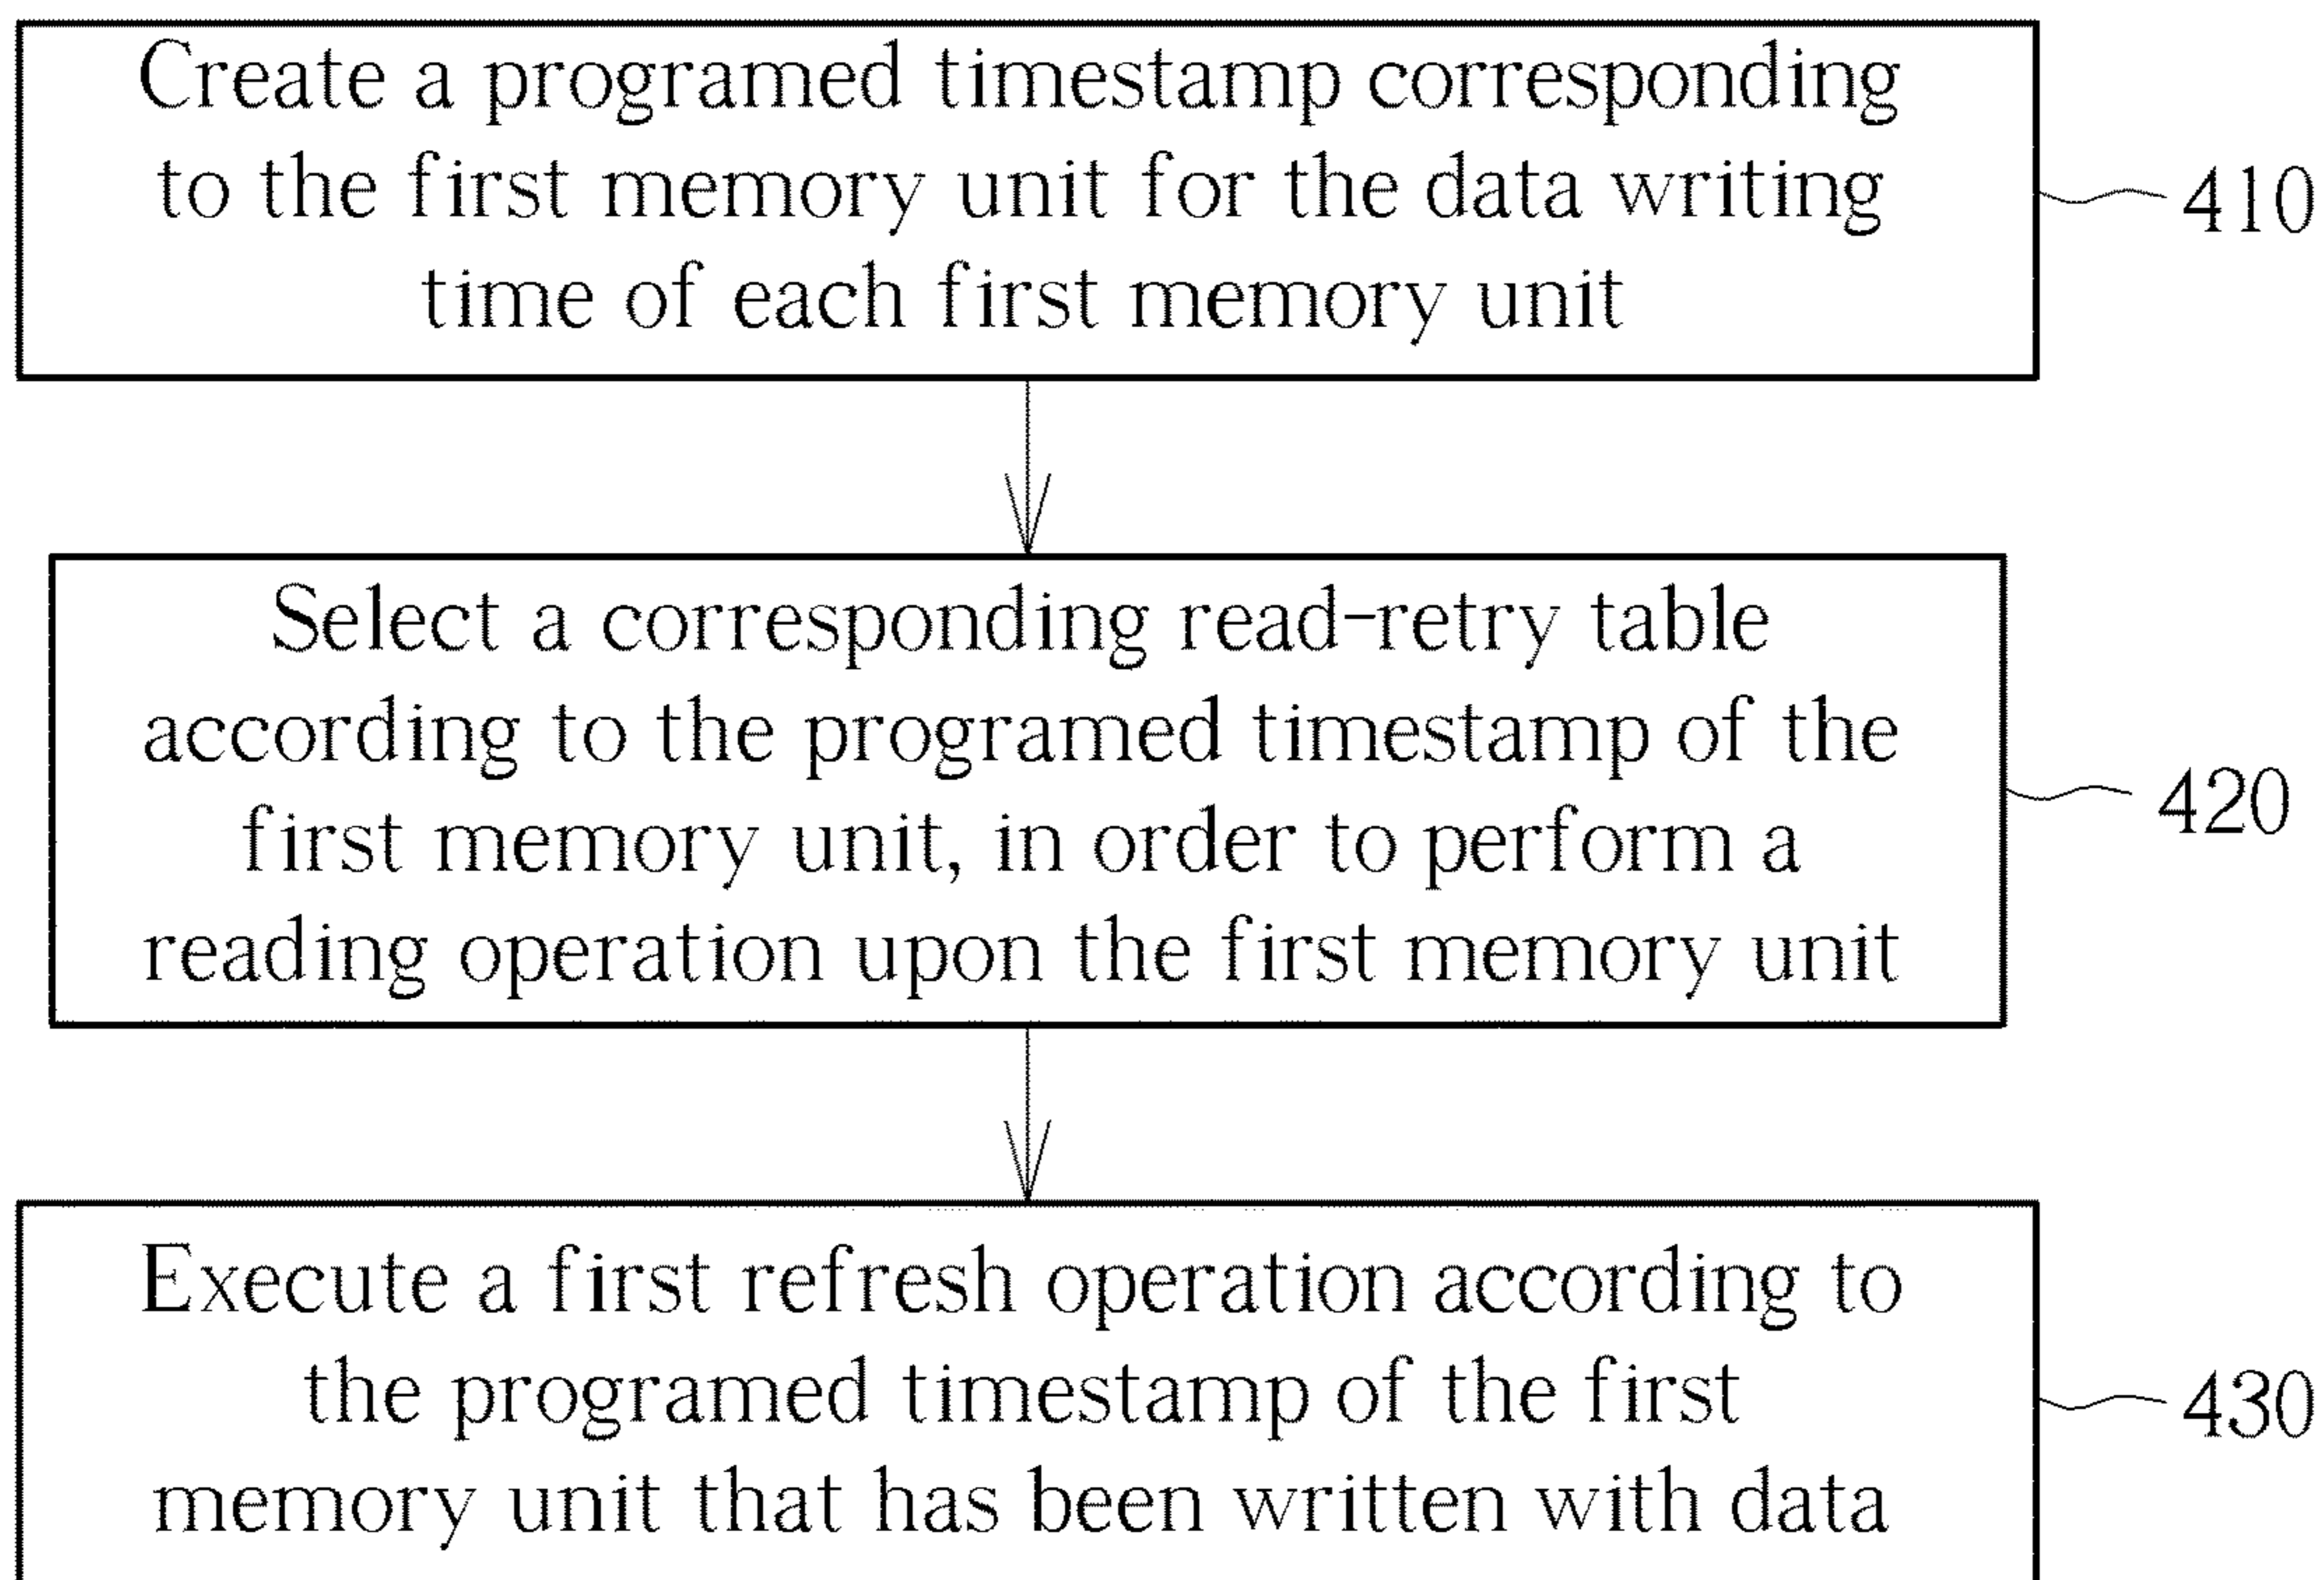 Create a programed timestamp corresponding
to the first memory unit for the data writing
time of each first memory unit
410
Select a corresponding read-retry table
according to the programed timestamp of the
first memory unit, in order to perform a
reading operation upon the first memory unit
420
Execute a first refresh operation according to
the programed timestamp of the first
memory unit that has been written with data
430